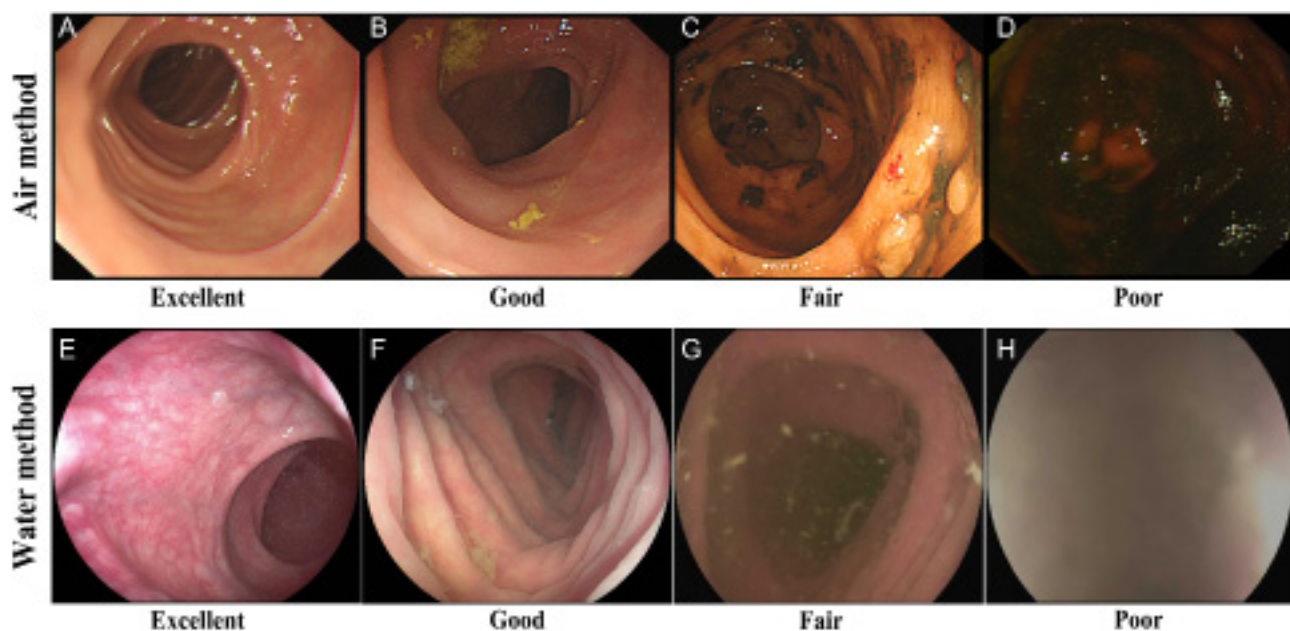 Air method
A
B
C
D
Excellent
Good
Fair
Poor
Water method
E
F
G
H
Excellent
Good
Fair
Poor